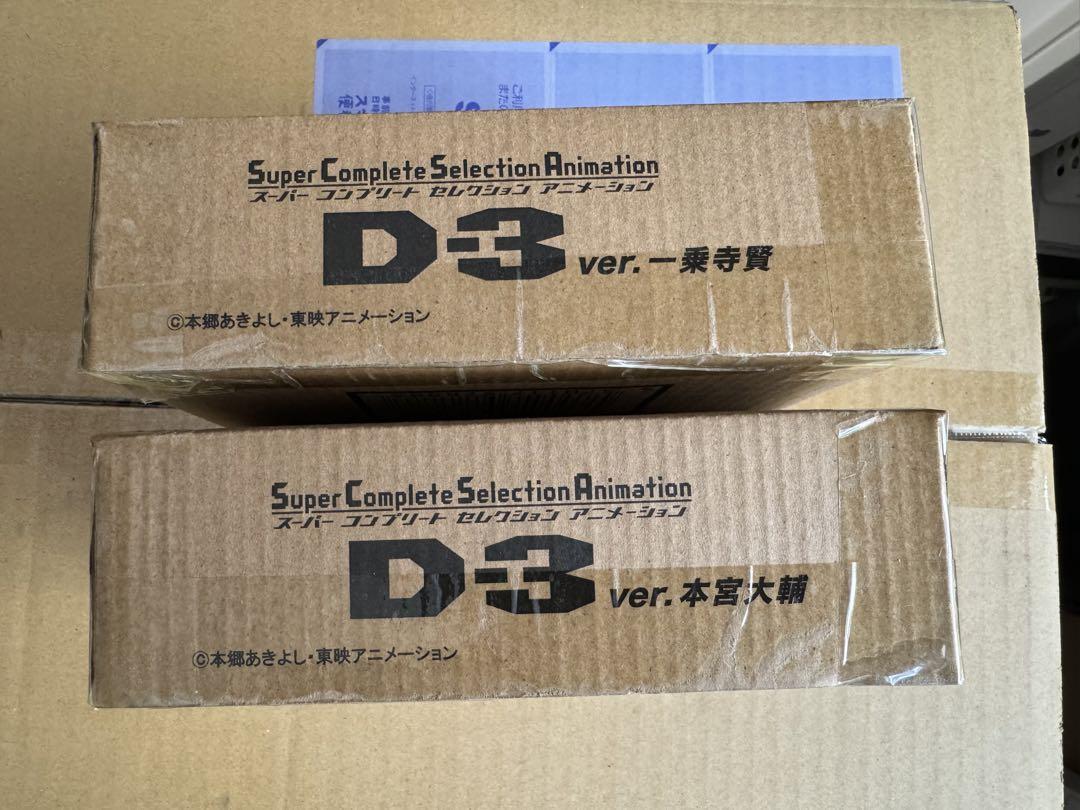 ご利用
Super Complete Selection Animation
スーパー コンプリート セレクション アニメーション
D-3 ver.一乗寺賢
©本郷あきよし・東映アニメーション
Super Complete Selection Animation
スーパー コンプリート セレクション アニメーション
D-3 ver.本宮大輔
©本郷あきよし・東映アニメーション